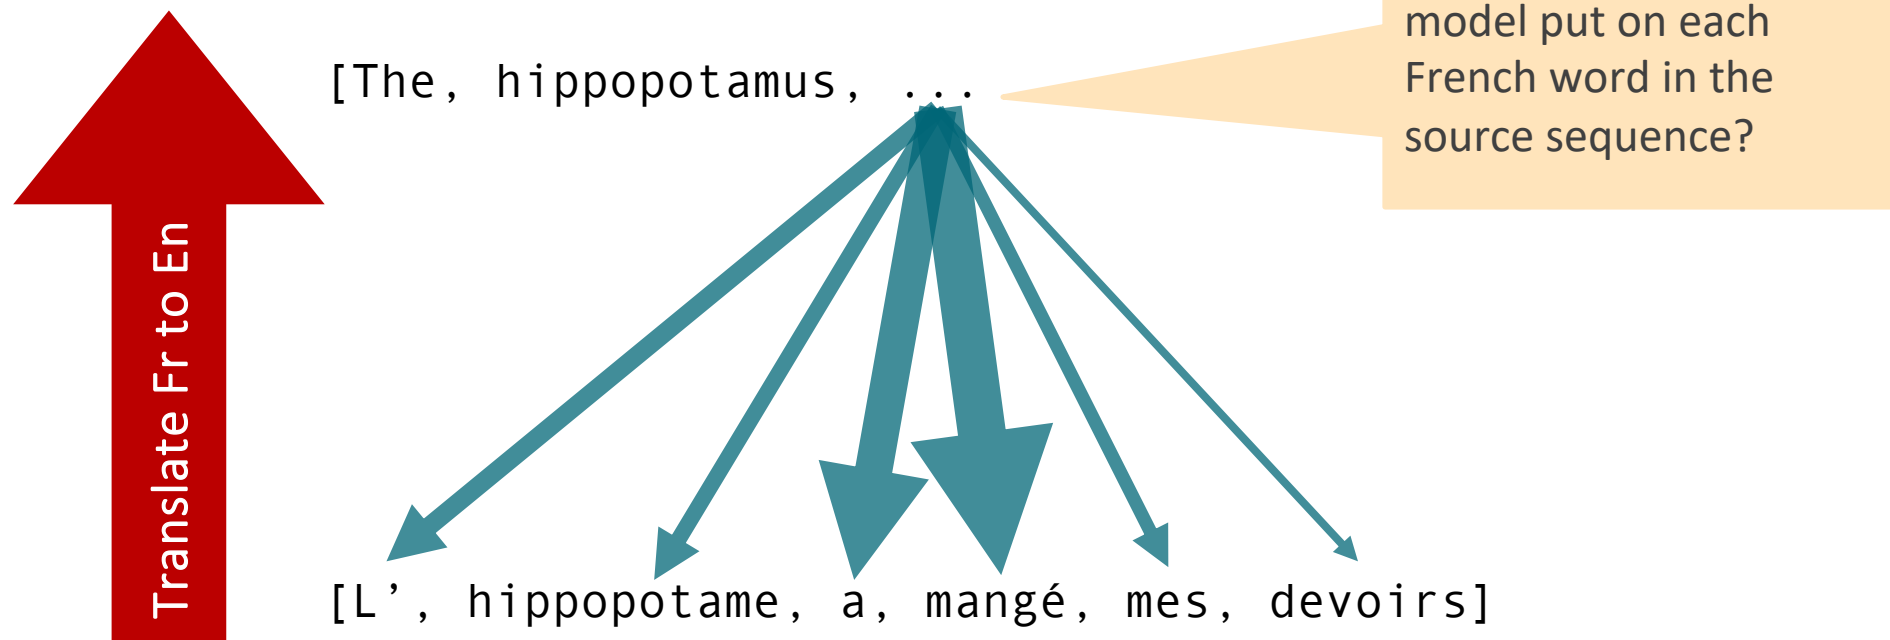 model put on each
French word in the
source sequence?
[The, hippopotamus, ...
Translate Fr to En
[L’, hippopotame, a, mangé, mes, devoirs]